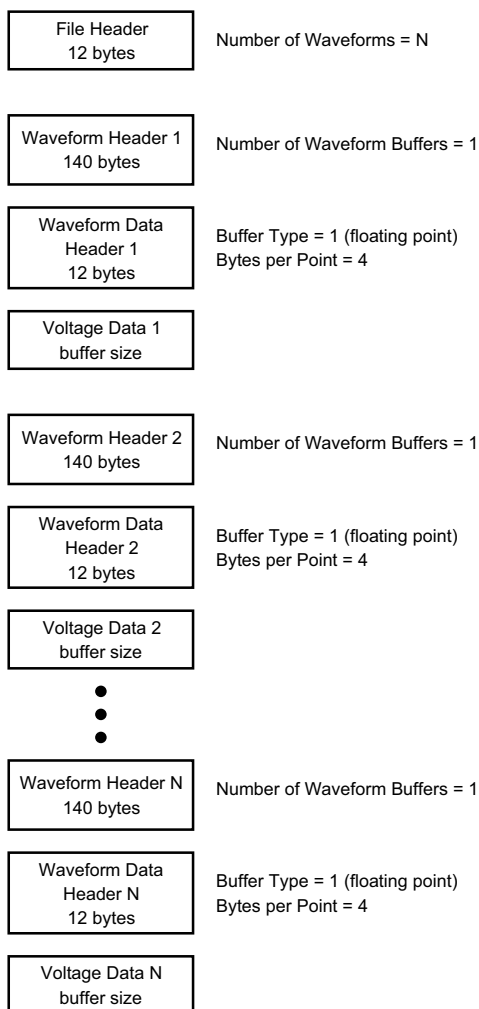 File Header
12 bytes
Number of Waveforms = N
Waveform Header 1
140 bytes
Number of Waveform Buffers = 1
Waveform Data
Header 1
12 bytes
Buffer Type = 1 (floating point)
Bytes per Point = 4
Voltage Data 1
buffer size
Waveform Header 2
140 bytes
Number of Waveform Buffers = 1
Waveform Data
Header 2
12 bytes
Buffer Type = 1 (floating point)
Bytes per Point = 4
Voltage Data 2
buffer size
Waveform Header N
140 bytes
Number of Waveform Buffers = 1
Waveform Data
Header N
12 bytes
Buffer Type = 1 (floating point)
Bytes per Point = 4
Voltage Data N
buffer size